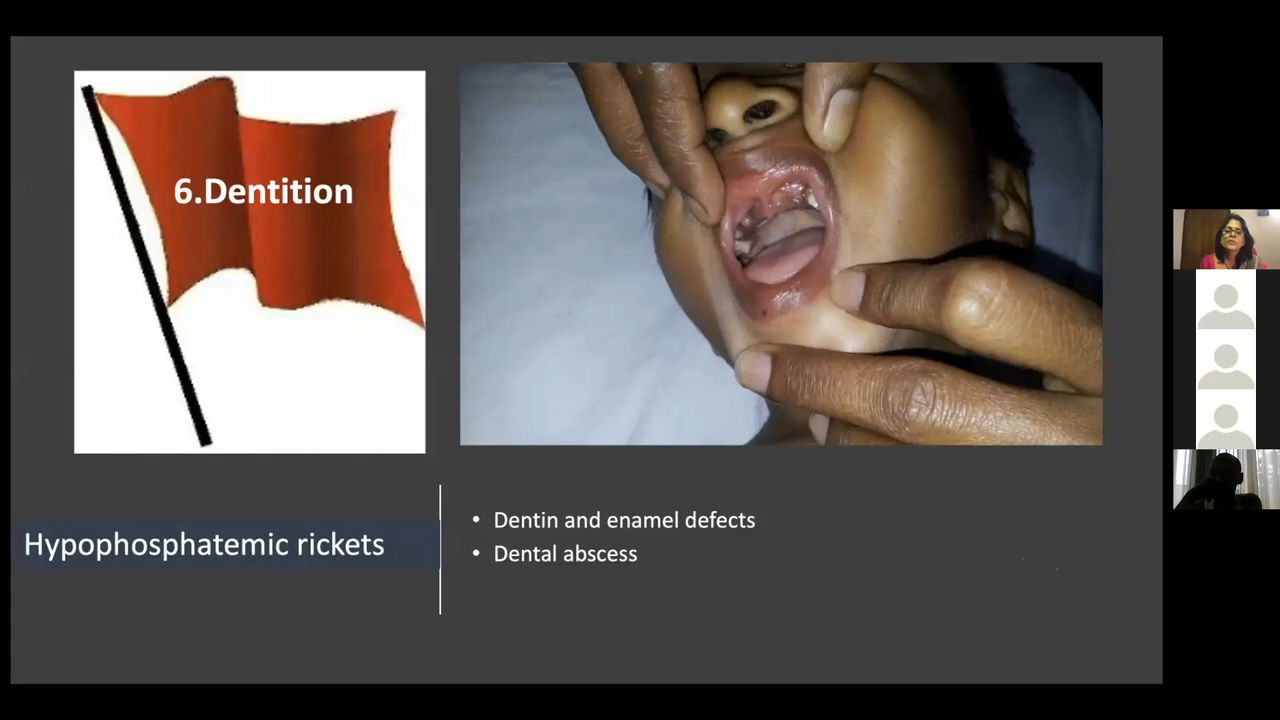 6.Dentition
Hypophosphatemic rickets
• Dentin and enamel defects
• Dental abscess